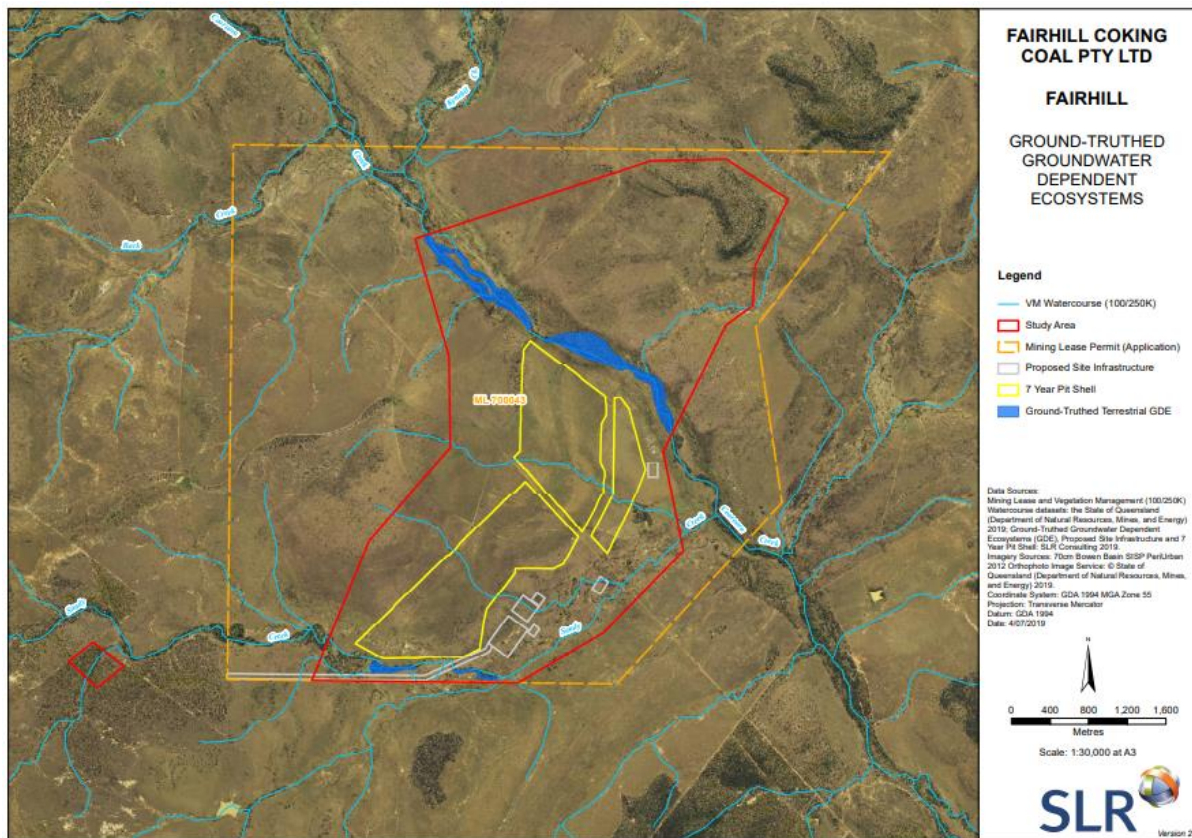 FAIRHILL COKING
COAL PTY LTD
FAIRHILL
GROUND-TRUTHED
GROUNDWATER
DEPENDENT
ECOSYSTEMS
Legend
VM Watercourse (100/250K)
Study Area
Mining Lease Permit (Application)
Proposed Site Infrastructure
7 Year Pit Shell
Ground-Truthed Terrestrial GDE
Data Sources:
Mining Lease and Vegetation Management (100/250K)
Watercourse datasets: the State of Queensland
(Department of Natural Resources, Mines, and Energy)
2019; Ground-Truthed Groundwater Dependent
Ecosystems (GDE), Proposed Site Infrastructure and 7
Year Pit Shell: SLR Consulting 2019.
Imagery Sources: 70cm Bowen Basin SISP PeriUrban
2012 Orthophoto Image Service: © State of
Queensland (Department of Natural Resources, Mines,
and Energy) 2019.
Coordinate System: GDA 1994 MGA Zone 55
Projection: Transverse Mercator
Datum: GDA 1994
Date: 4/07/2019
N
0 400 800 1,200 1,600
Metres
Scale: 1:30,000 at A3
SLR
Version 2
Creek
Creek
Back
ML 700043
Creek
Creek
Sandy
Sandy
Creek